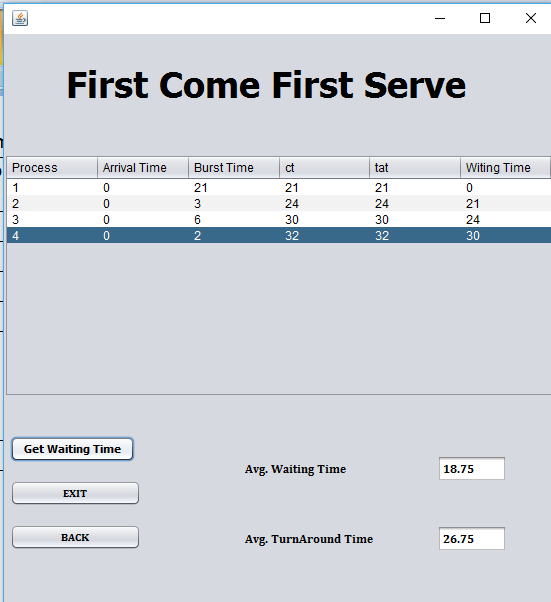 First Come First Serve
Process Arrival Time Burst Time ct tat Witing Time
1 0 21 21 21 0
2 0 3 24 24 21
3 0 6 30 30 24
4 0 2 32 32 30
Get Waiting Time
Avg. Waiting Time 18.75
EXIT
BACK
Avg. TurnAround Time 26.75